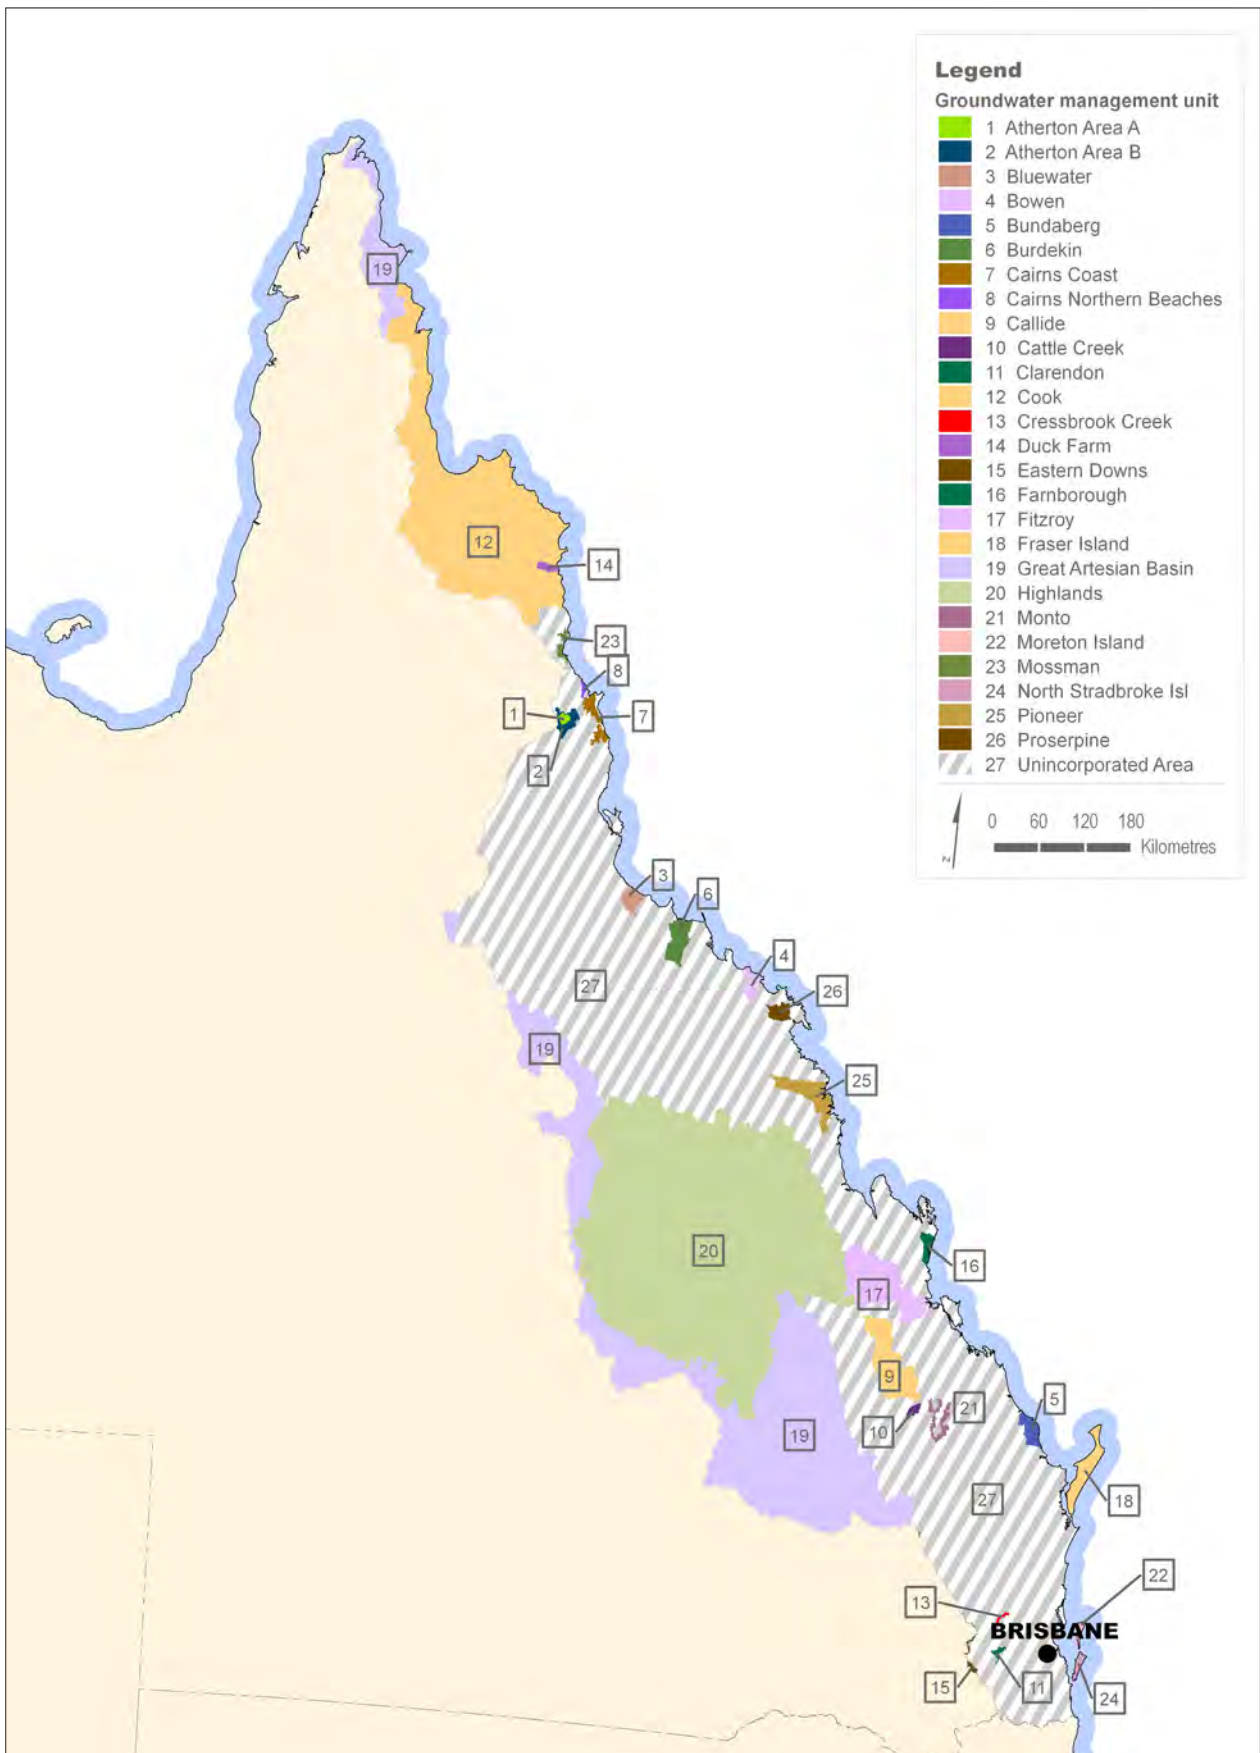 Legend
Groundwater management unit
1 Atherton Area A
2 Atherton Area B
3 Bluewater
4 Bowen
5 Bundaberg
6 Burdekin
7 Cairns Coast
8 Cairns Northern Beaches
9 Callide
10 Cattle Creek
11 Clarendon
12 Cook
13 Cressbrook Creek
14 Duck Farm
15 Eastern Downs
16 Farnborough
17 Fitzroy
18 Fraser Island
19 Great Artesian Basin
20 Highlands
21 Monto
22 Moreton Island
23 Mossman
24 North Stradbroke Isl
25 Pioneer
26 Proserpine
27 Unincorporated Area
0 60 120 180
Kilometres
N
19
12
14
23
8
1
7
2
3
6
4
27
26
19
25
20
16
17
9
21
5
10
19
27
18
22
13
BRISBANE
15
11
24